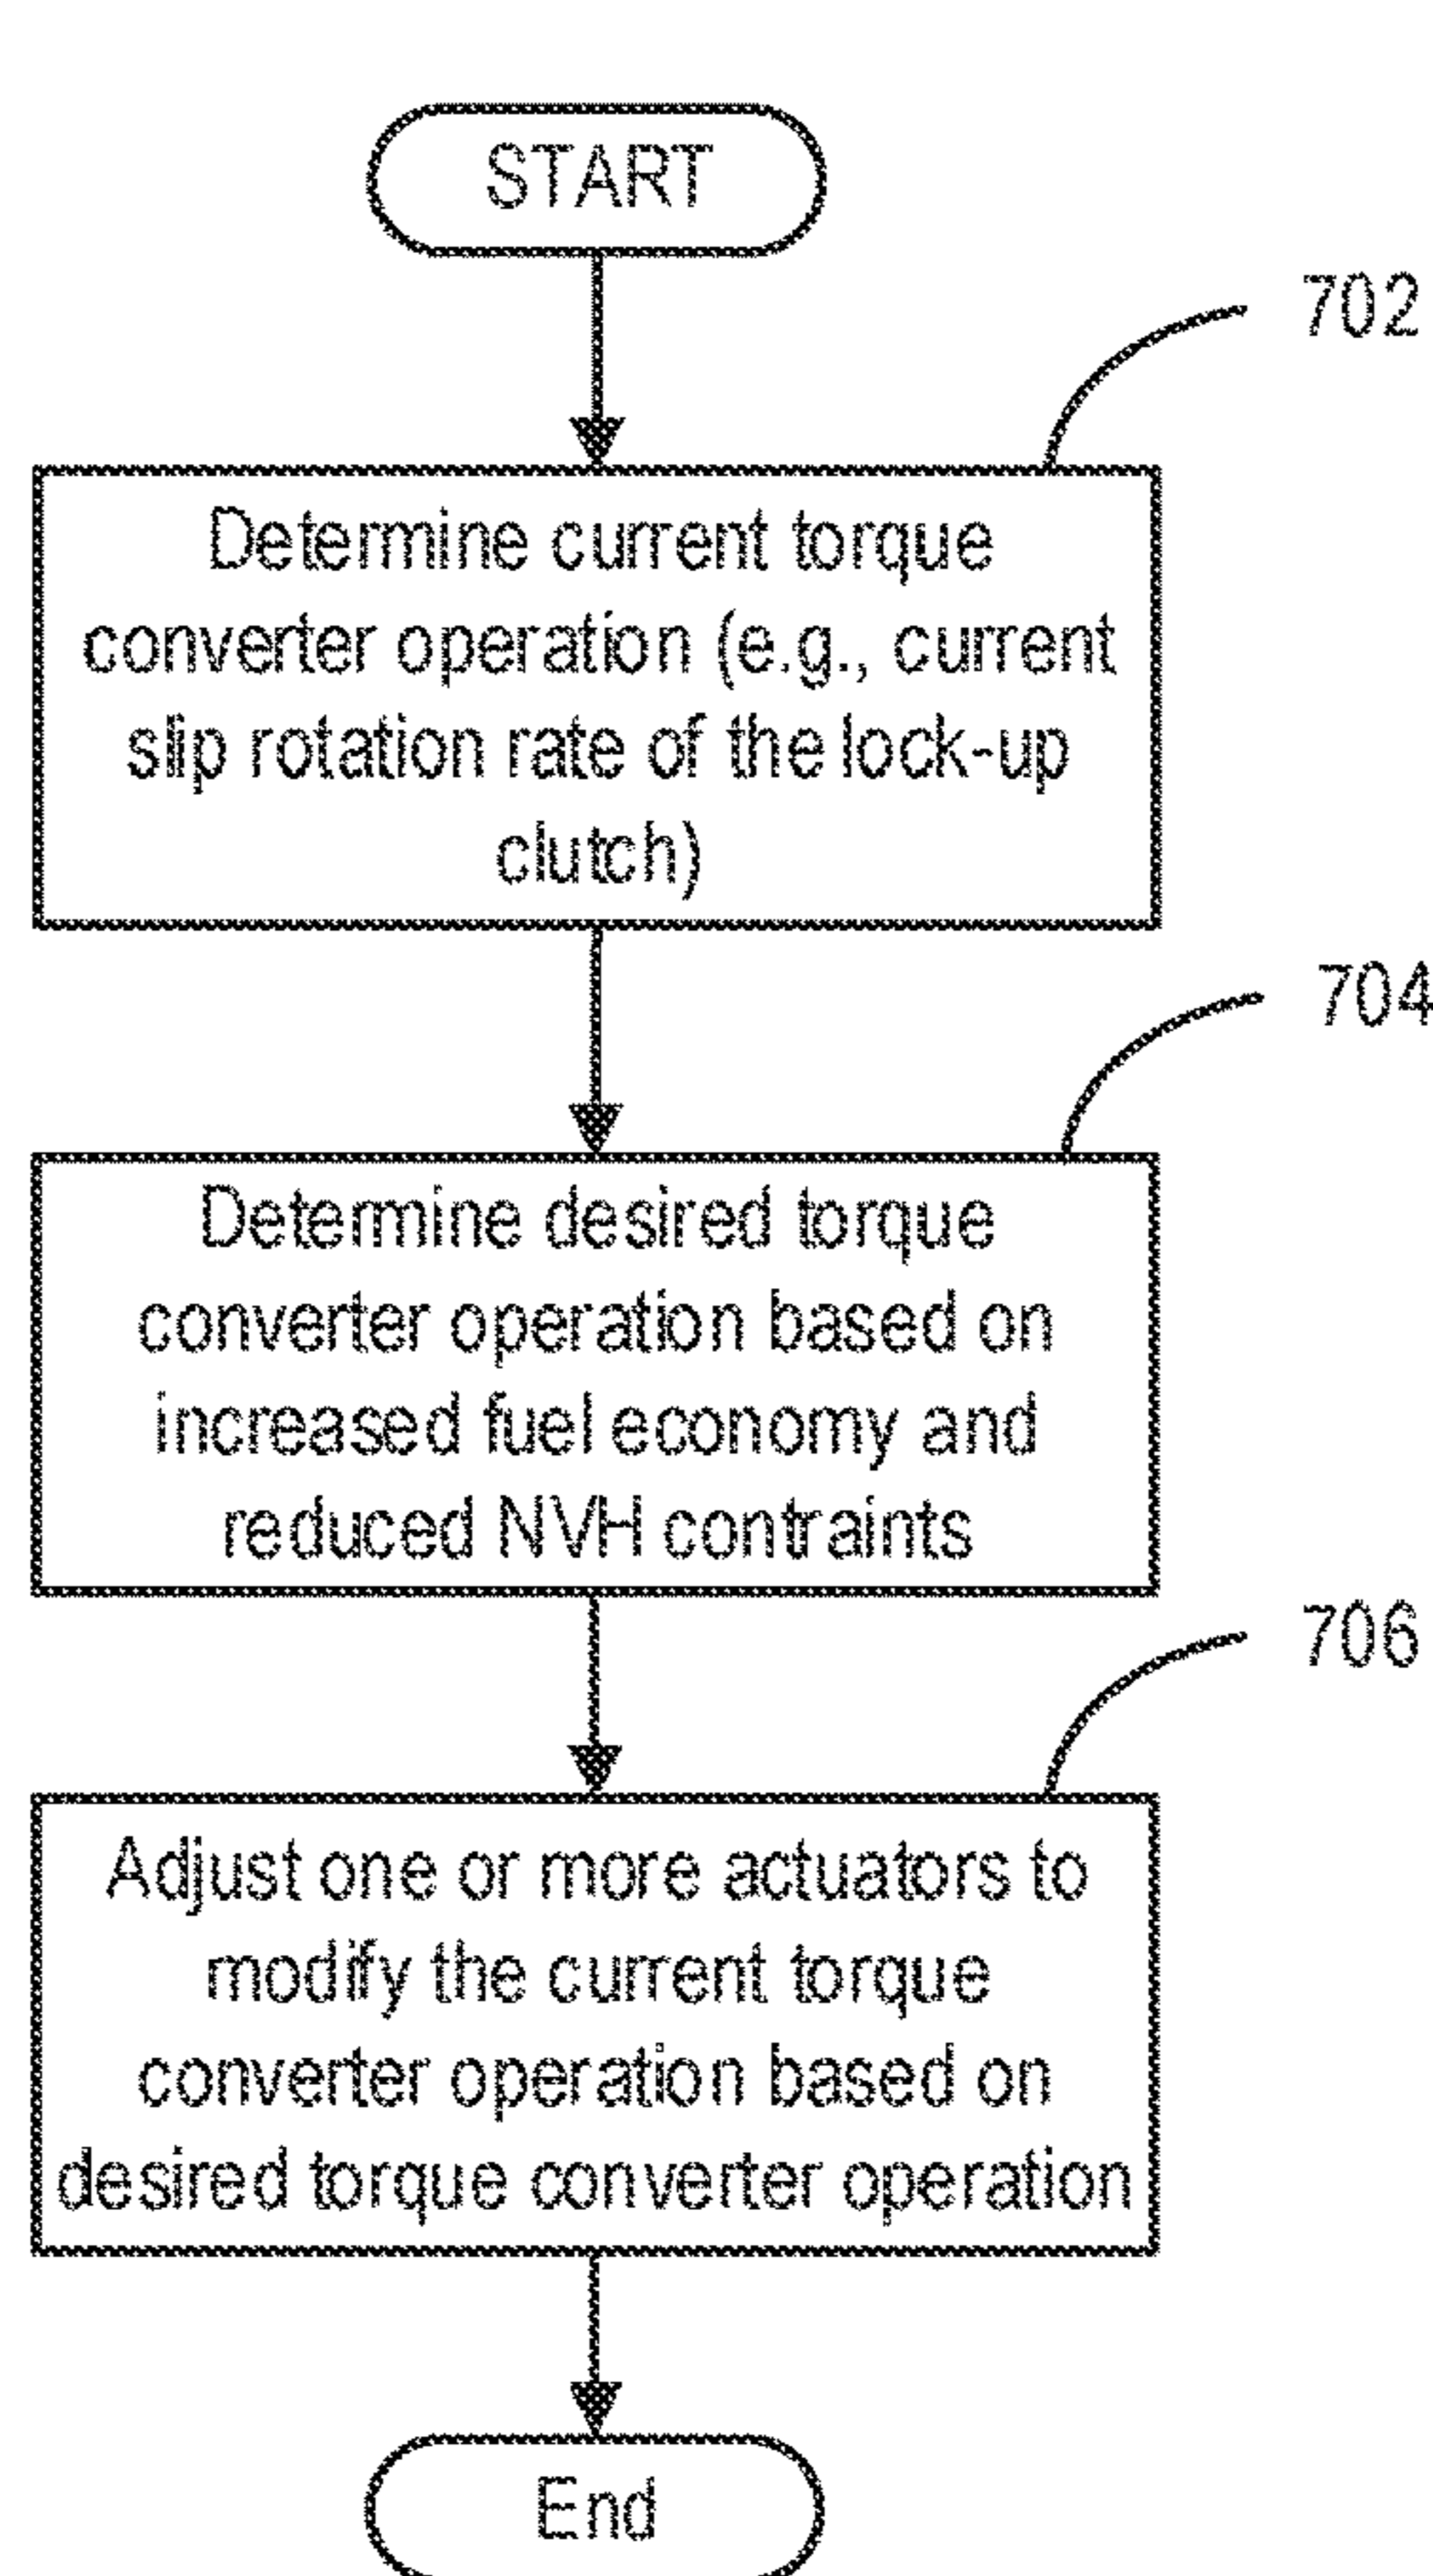 START
702
Determine current torque
converter operation (e.g., current
slip rotation rate of the lock-up
clutch)
704
Determine desired torque
converter operation based on
increased fuel economy and
reduced NVH contraints
706
Adjust one or more actuators to
modify the current torque
converter operation based on
desired torque converter operation
End